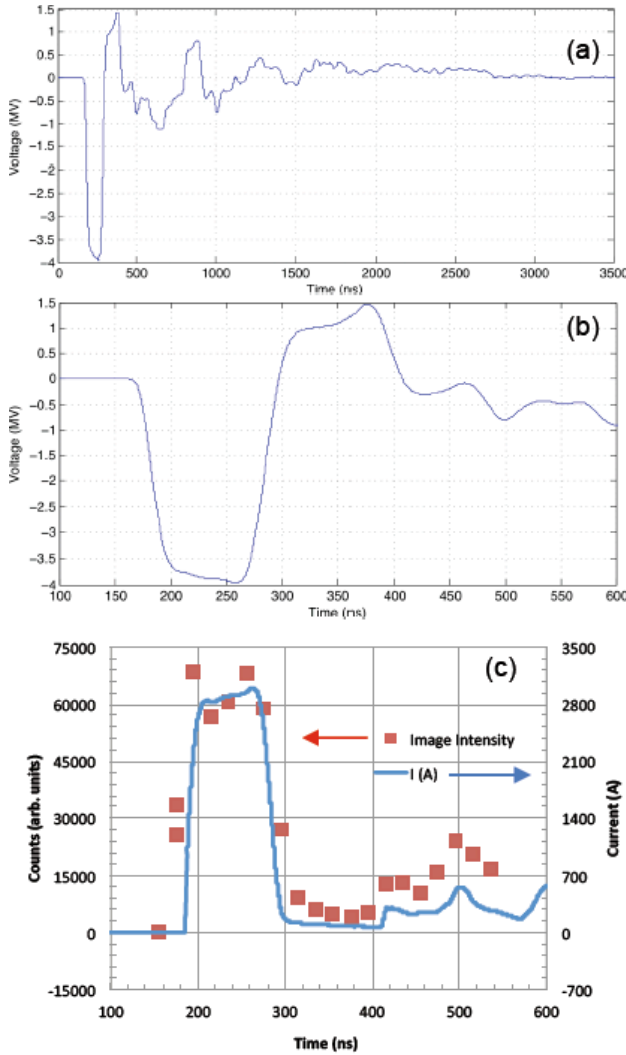 1.5
1
0.5
0
−0.5
−1
−1.5
−2
−2.5
−3
−3.5
−4
Voltage (MV)
(a)
0 500 1000 1500 2000 2500 3000 3500
Time (ns)
1.5
1
0.5
0
−0.5
−1
−1.5
−2
−2.5
−3
−3.5
−4
Voltage (MV)
(b)
100 150 200 250 300 350 400 450 500 550 600
Time (ns)
75000 3500
(c)
60000 2800
Image Intensity
45000 2100
I (A)
30000 1400
15000 700
0 0
-15000 -700
Counts (arb. units)
Current (A)
100 200 300 400 500 600
Time (ns)